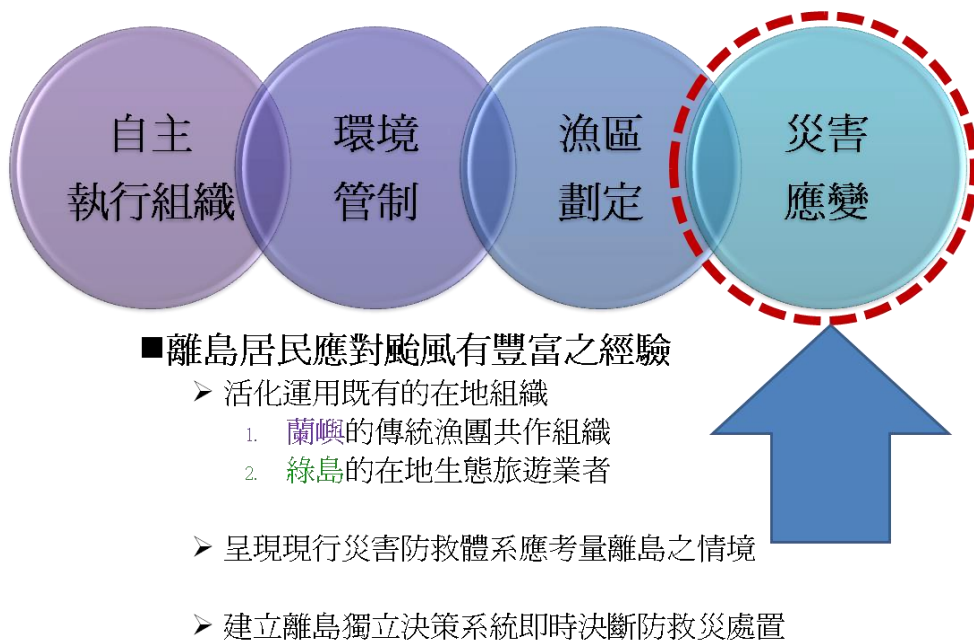 自主
執行組織
環境
管制
漁區
劃定
災害
應變
■離島居民應對颱風有豐富之經驗
➢ 活化運用既有的在地組織
1. 蘭嶼的傳統漁團共作組織
2. 綠島的在地生態旅遊業者
➢ 呈現現行災害防救體系應考量離島之情境
➢ 建立離島獨立決策系統即時決斷防救災處置